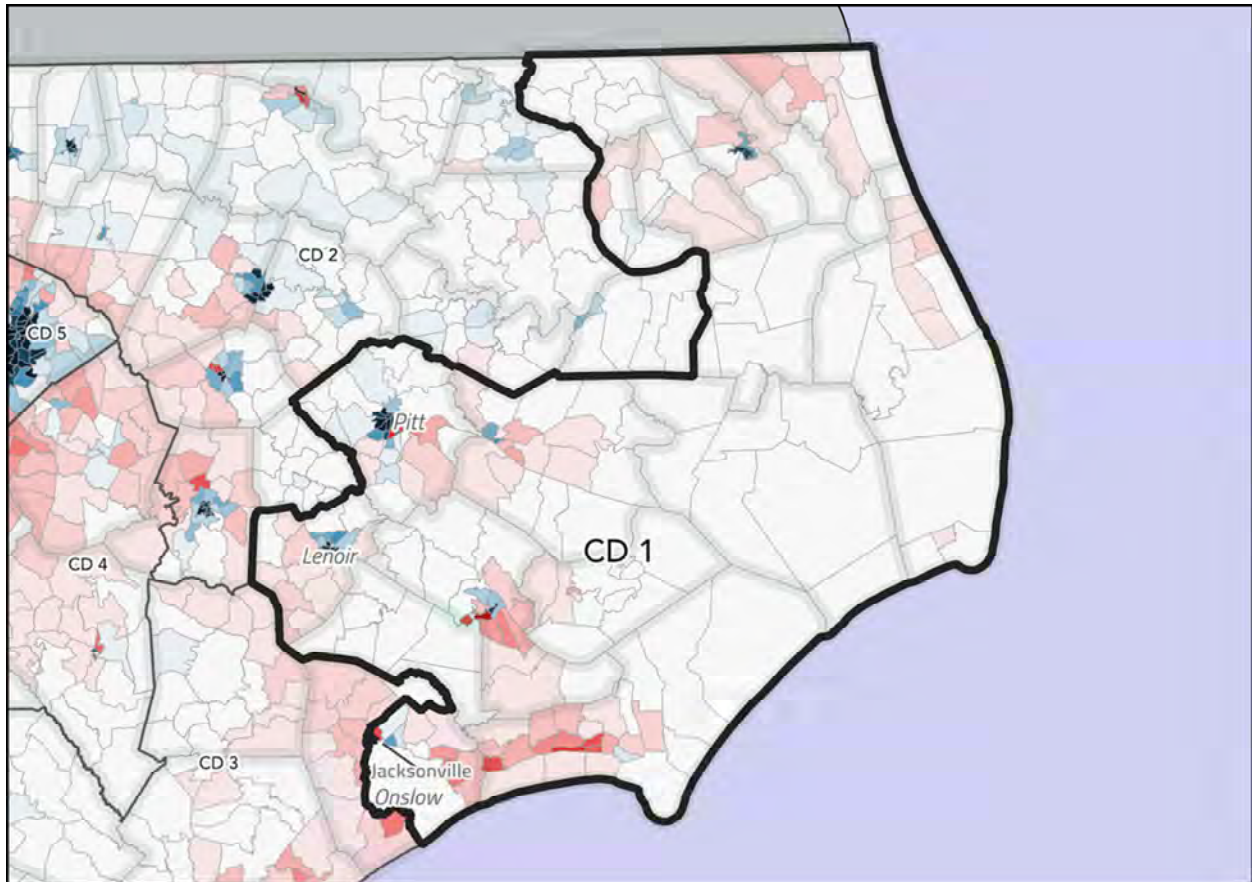 CD 2
CD 5
Pitt
CD 1
Lenoir
CD 4
CD 3
Jacksonville
Onslow